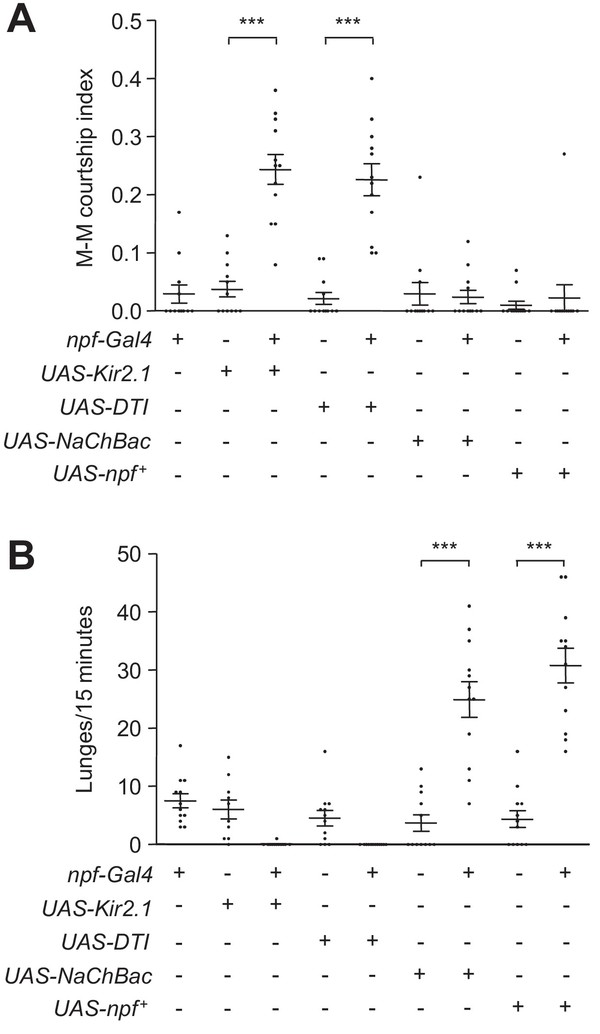 A
M-M courtship index
0.5
0.4
0.3
0.2
0.1
0.0
*** ***
npf-Gal4 + - + - + - + - +
UAS-Kir2.1 - + + - - - - - -
UAS-DTI - - - + + - - - -
UAS-NaChBac - - - - - + + - -
UAS-npf⁺ - - - - - - - + +
B
Lunges/15 minutes
50
40
30
20
10
0
*** ***
npf-Gal4 + - + - + - + - +
UAS-Kir2.1 - + + - - - - - -
UAS-DTI - - - + + - - - -
UAS-NaChBac - - - - - + + - -
UAS-npf⁺ - - - - - - - + +